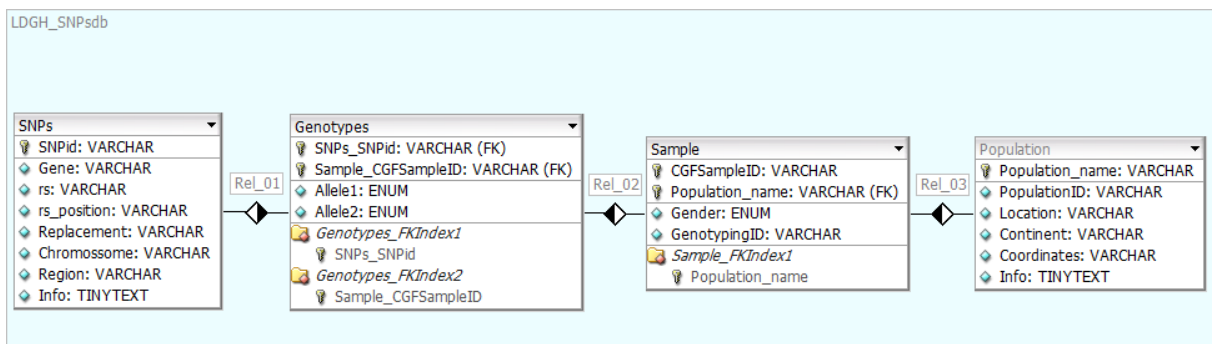 LDGH_SNPsdb
SNPs
SNPid: VARCHAR
Gene: VARCHAR
rs: VARCHAR
rs_position: VARCHAR
Replacement: VARCHAR
Chromossome: VARCHAR
Region: VARCHAR
Info: TINYTEXT
Rel_01
Genotypes
SNPs_SNPid: VARCHAR (FK)
Sample_CGFSampleID: VARCHAR (FK)
Allele1: ENUM
Allele2: ENUM
Genotypes_FKIndex1
SNPs_SNPid
Genotypes_FKIndex2
Sample_CGFSampleID
Rel_02
Sample
CGFSampleID: VARCHAR
Population_name: VARCHAR (FK)
Gender: ENUM
GenotypingID: VARCHAR
Sample_FKIndex1
Population_name
Rel_03
Population
Population_name: VARCHAR
PopulationID: VARCHAR
Location: VARCHAR
Continent: VARCHAR
Coordinates: VARCHAR
Info: TINYTEXT